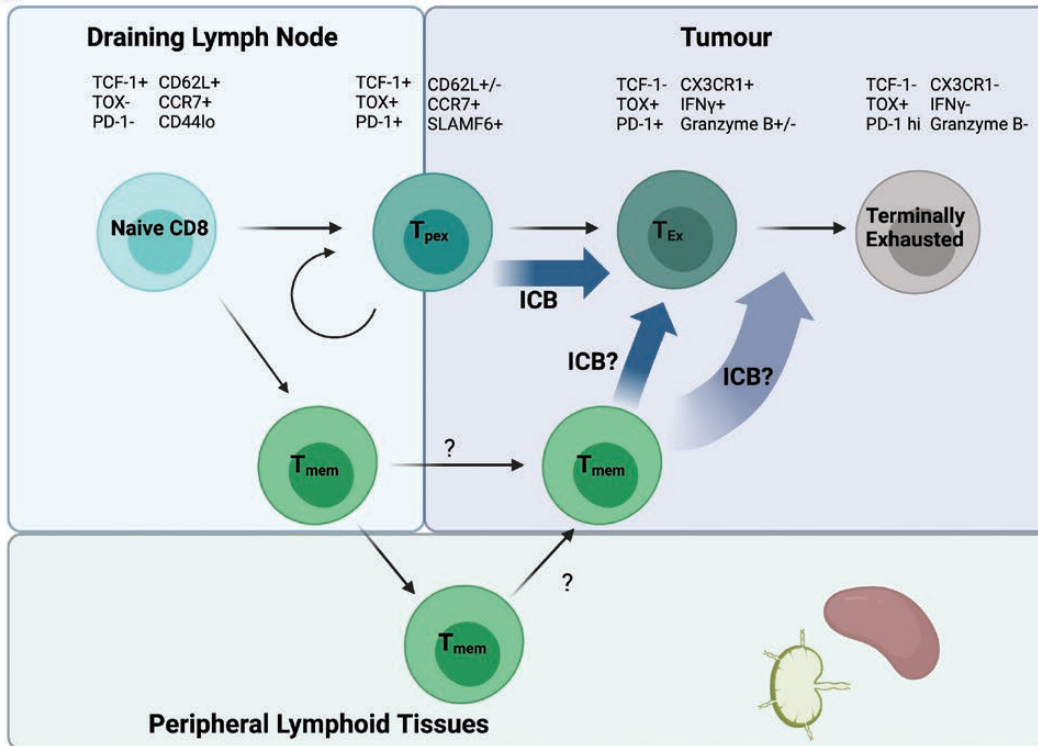 Draining Lymph Node
Tumour
TCF-1+ CD62L+
TOX- CCR7+
PD-1- CD44lo
TCF-1+ CD62L+/-
TOX+ CCR7+
PD-1+ SLAMF6+
TCF-1- CX3CR1+
TOX+ IFNγ+
PD-1+ Granzyme B+/-
TCF-1- CX3CR1-
TOX+ IFNγ-
PD-1 hi Granzyme B-
Naive CD8
Tpex
TEx
Terminally
Exhausted
ICB
ICB?
ICB?
Tmem
?
Tmem
?
Tmem
Peripheral Lymphoid Tissues